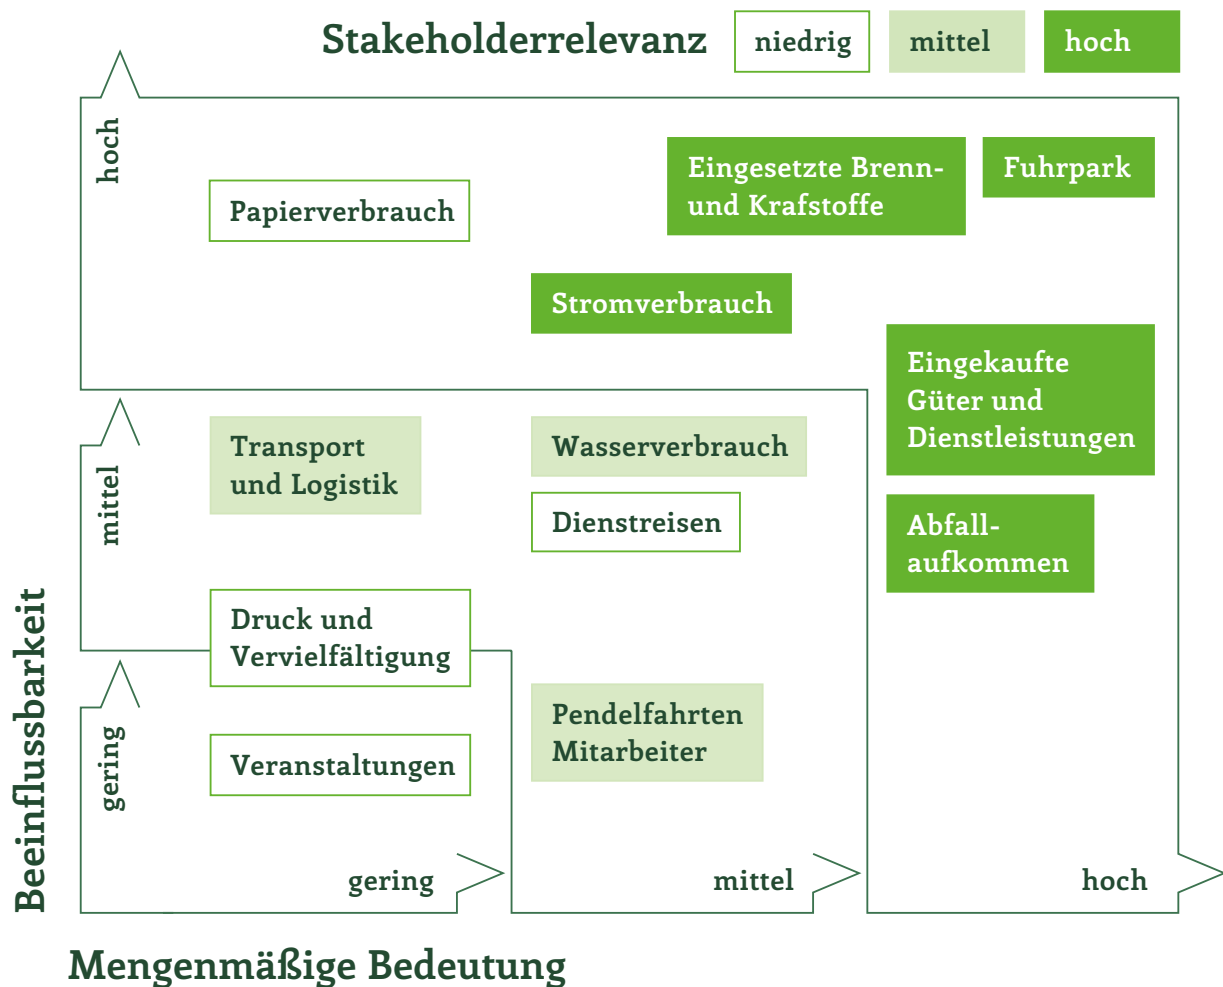 Stakeholderrelevanz
niedrig
mittel
hoch
hoch
Papierverbrauch
Eingesetzte Brenn-
und Krafstoffe
Fuhrpark
Stromverbrauch
Eingekaufte
Güter und
Dienstleistungen
mittel
Transport
und Logistik
Wasserverbrauch
Dienstreisen
Abfall-
aufkommen
Beeinflussbarkeit
gering
Druck und
Vervielfältigung
Veranstaltungen
Pendelfahrten
Mitarbeiter
gering
mittel
hoch
Mengenmäßige Bedeutung